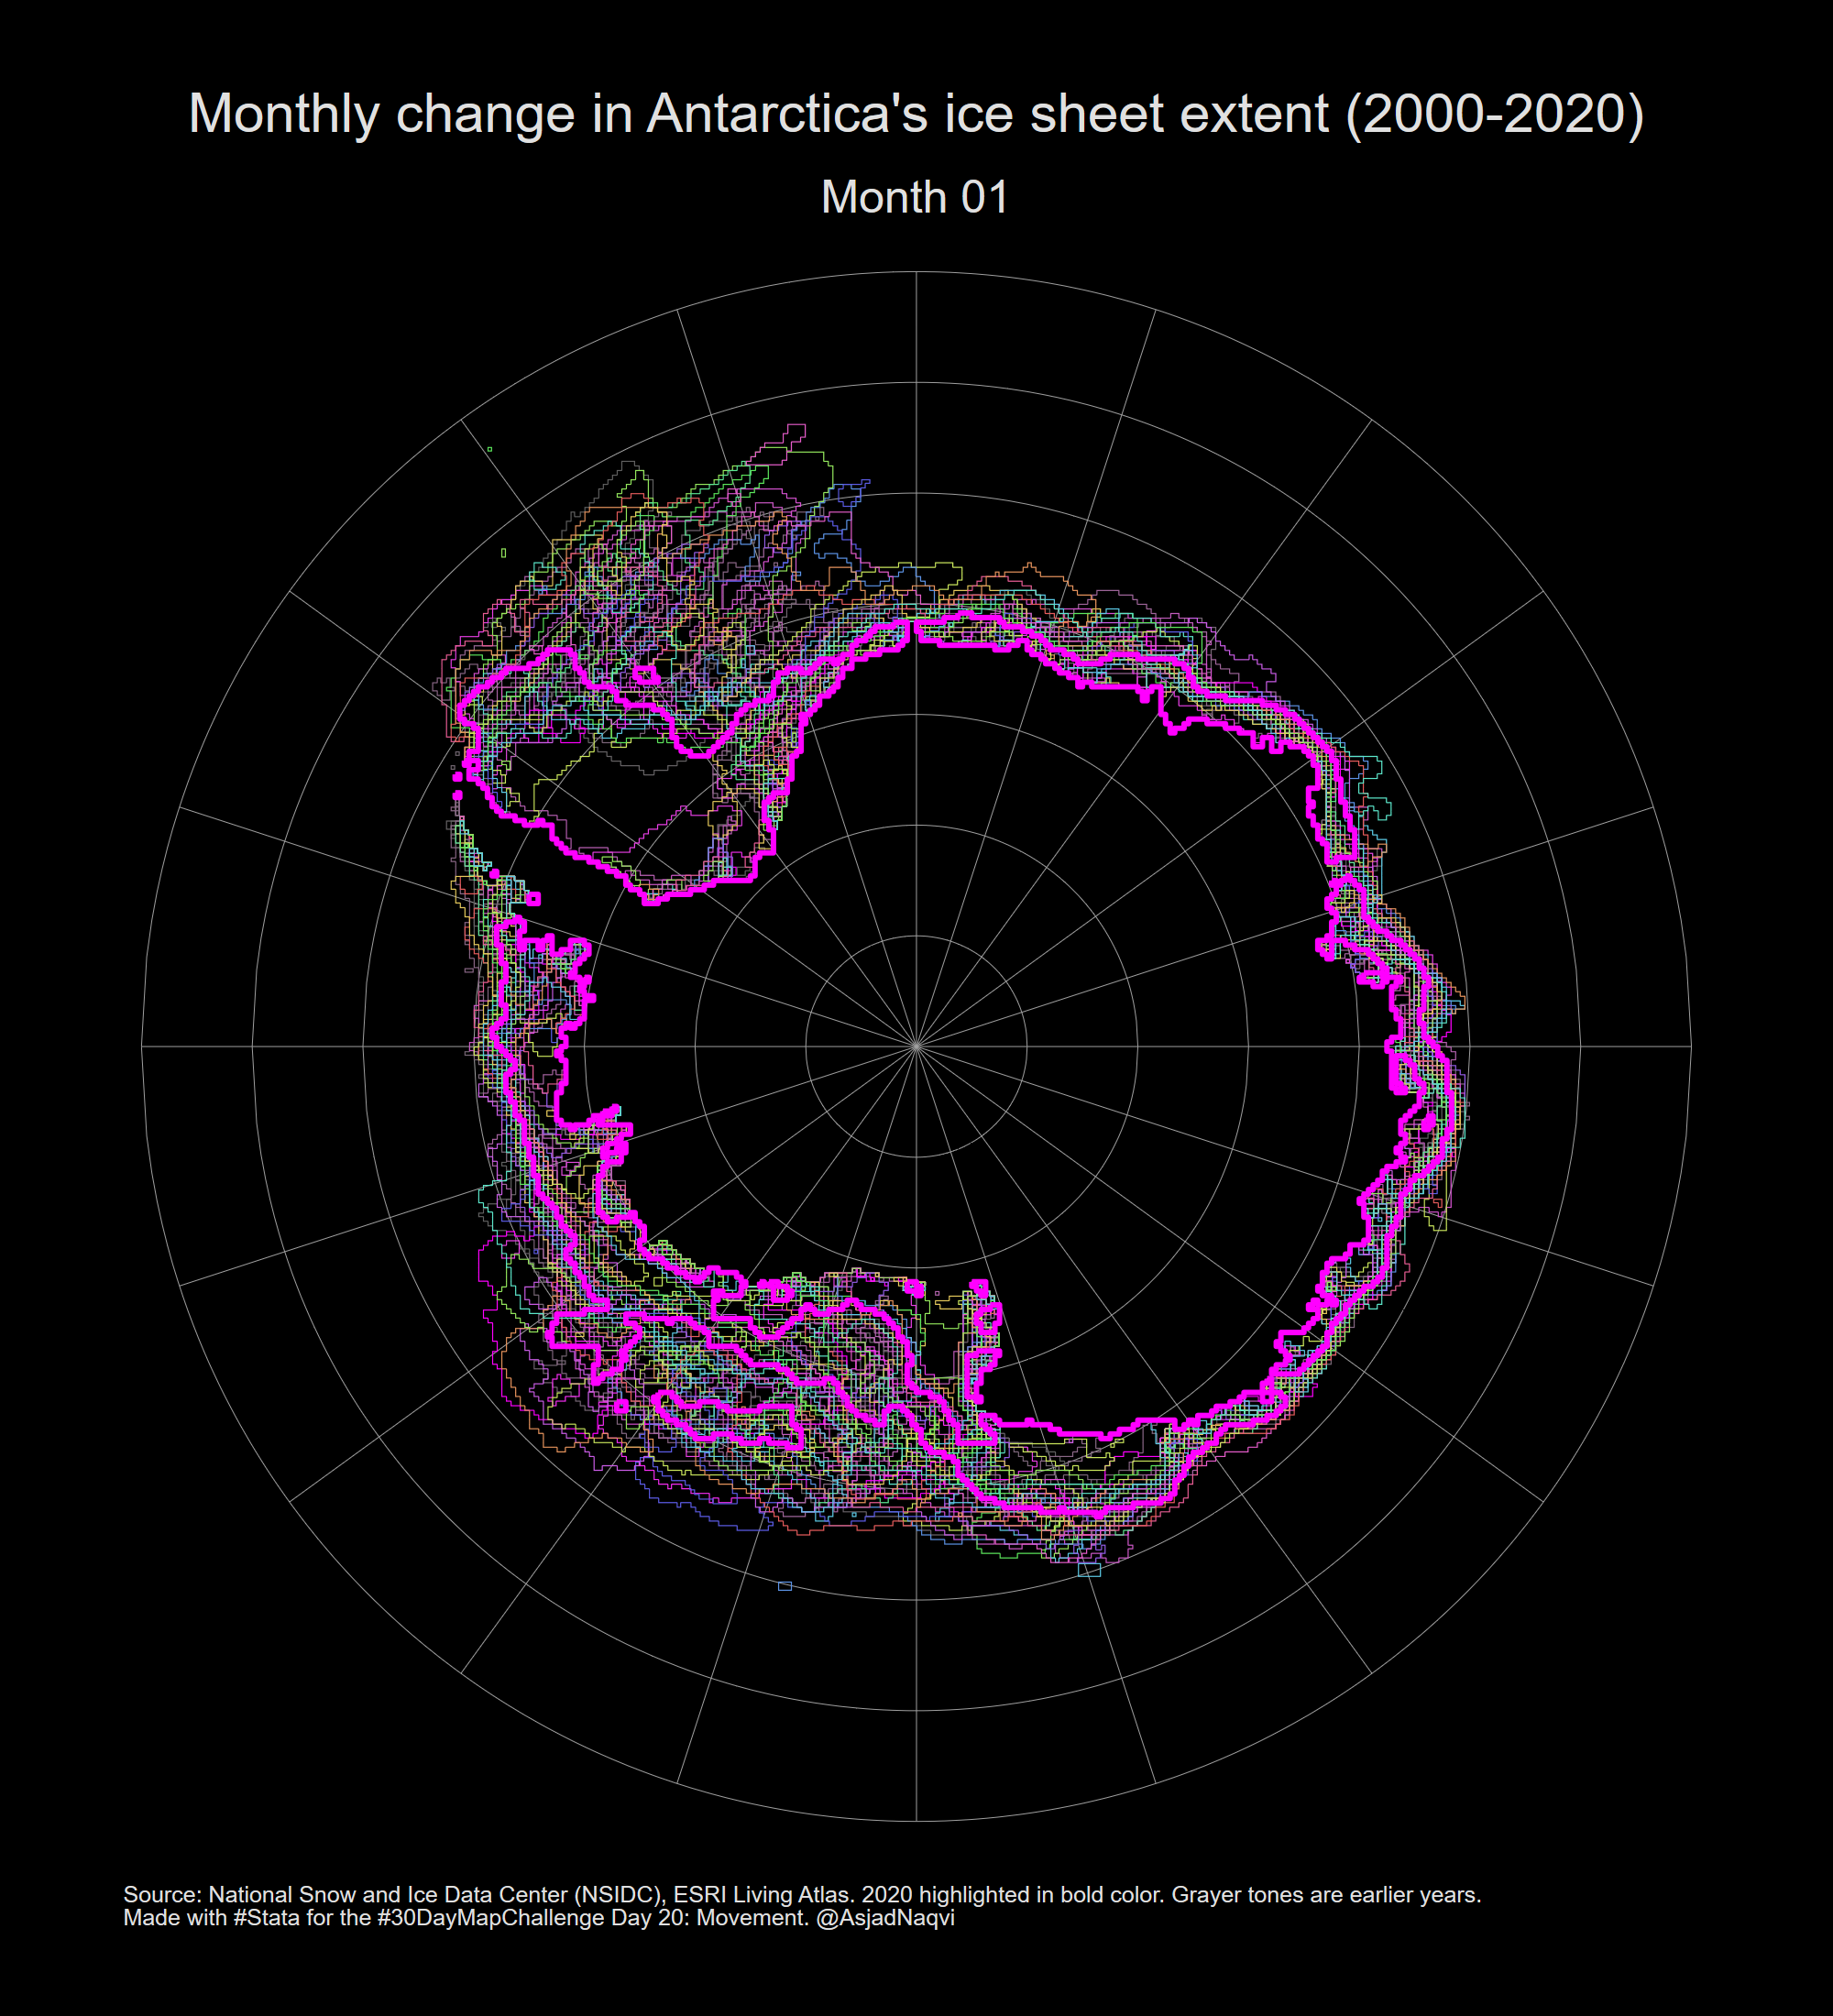 Monthly change in Antarctica's ice sheet extent (2000-2020)
Month 01
Source: National Snow and Ice Data Center (NSIDC), ESRI Living Atlas. 2020 highlighted in bold color. Grayer tones are earlier years.
Made with #Stata for the #30DayMapChallenge Day 20: Movement. @AsjadNaqvi